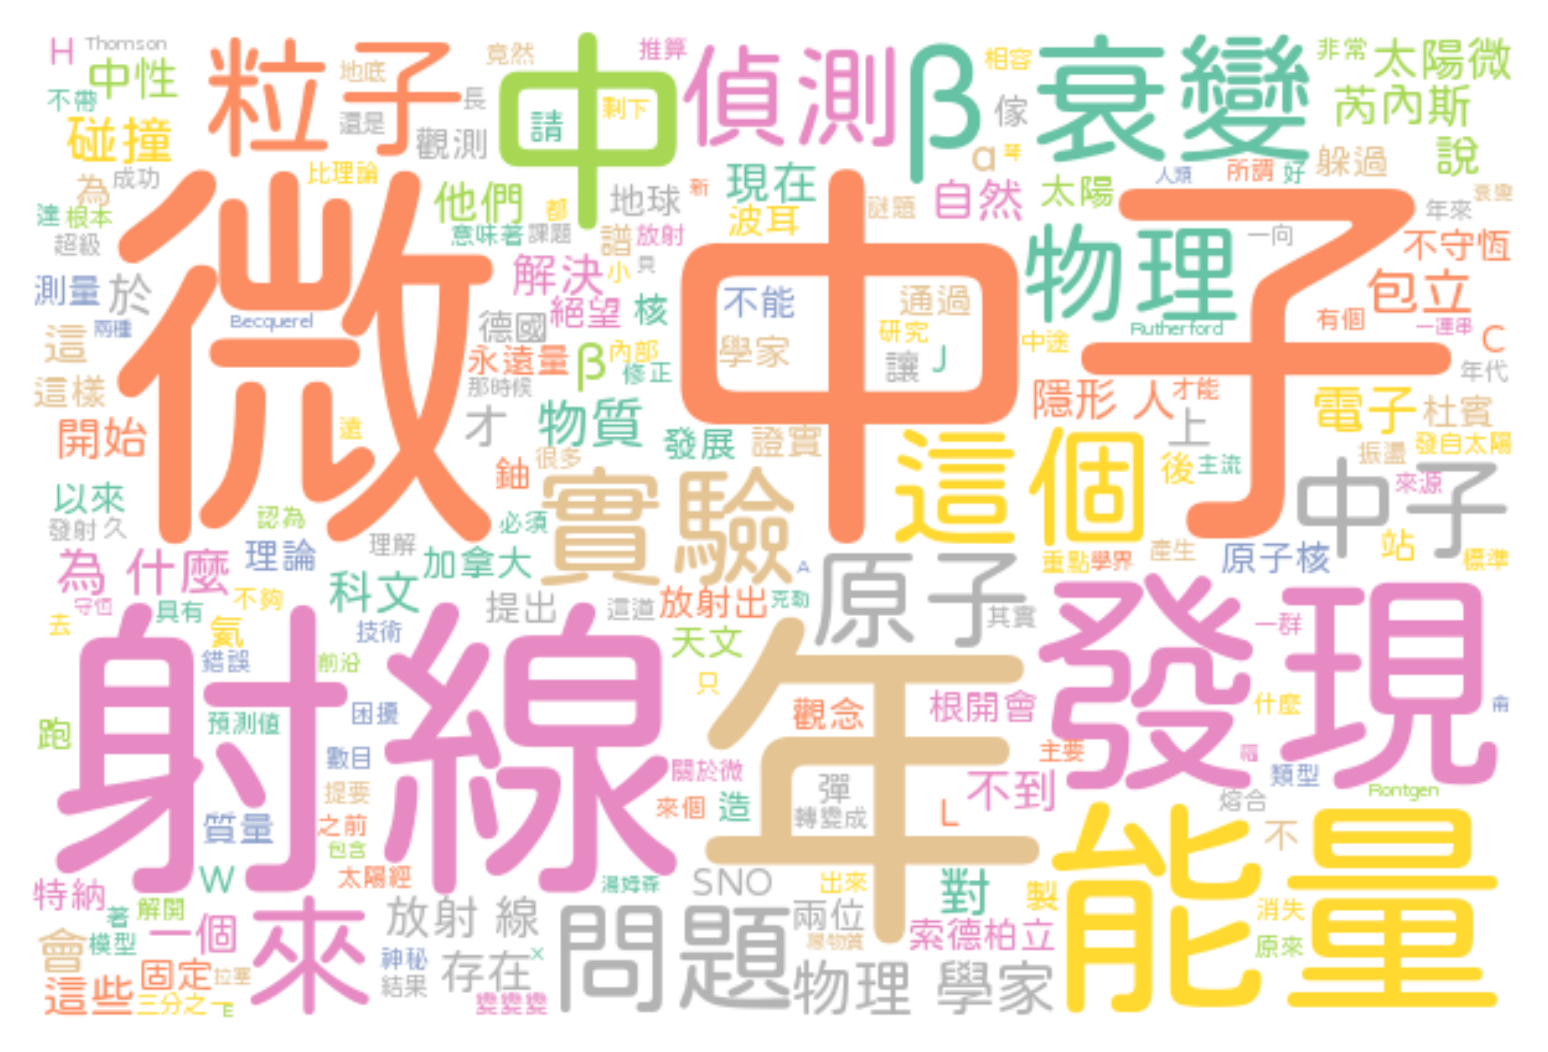 H
Thomson
中性
不帶
碰撞
為
成功
達
根本
超級
粒子
地底
還是
長
觀測
竟然
比理論
中
請
剩下
推算
偵測
β
相容
傢
α
琴
衰變
非常
太陽微
芮內斯
說
躲過
所謂
好
人類
衰變
年來
不守恆
一向
他們
都
意味著
課題
地球
新
譜
放射
現在
波耳
謎題
自然
太陽
微中子
物理
包立
有個
一連串
C
年代
測量
於
這
兩種
Becquerel
這樣
開始
解決
小
只
絕望
核
德國
永遠量
β
內部
修正
那時候
才
物質
發展
證實
鈾
很多
遠
不能
通過
學家
研究
讓
J
Rutherford
中途
隱形 人
才能
上
電子
杜賓
振盪
發自太陽
後
主流
這個
中子
來源
站
標準
以來
發射
久
認為
必須
理解
實驗
為 什麼
理論
加拿大
A
重點
學界
產生
原子核
守恆
具有
不夠
科文
提出
這道
放射出
克勒
原子
其實
去
氦
技術
錯誤
前沿
天文
只
射線
年
發現
一群
什麼
預測值
困擾
跑
數目
觀念
根開會
主要
類型
Rontgen
熔合
提要
關於微
來個
造
彈
轉變成
L
不到
質量
之前
包含
太陽經
W
湯姆森
SNO
出來
對
製
不
能量
特納
著
解開
模型
一個
會
固定
拉塞
這些
三分之一
E
來
放射 線
神秘
結果
存在
x
變變變
問題
兩位
物理 學家
索德柏立
消失
原來